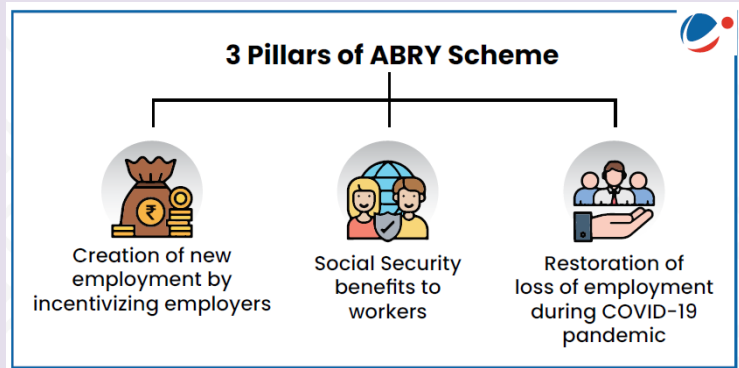 3 Pillars of ABRY Scheme
₹
Creation of new
employment by
incentivizing employers
Social Security
benefits to
workers
Restoration of
loss of employment
during COVID-19
pandemic